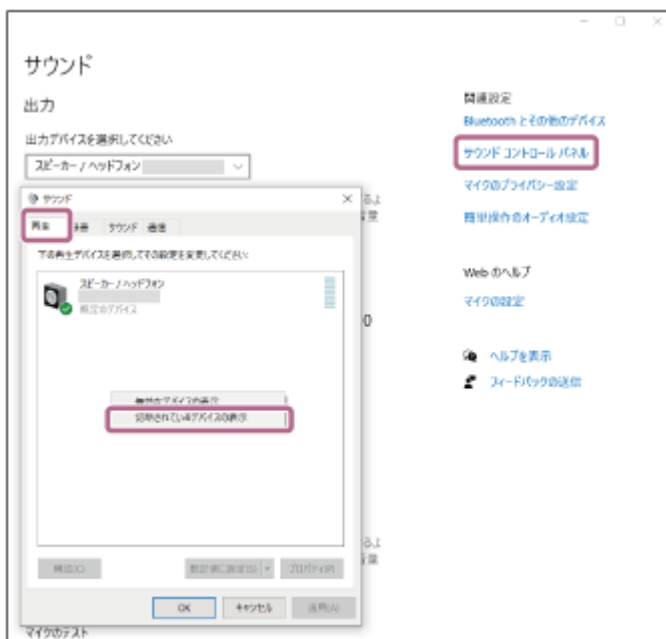 サウンド
出力
出力デバイスを選択してください
スピーカー / ヘッドフォン
サウンド
再生 録音 サウンド 通信
下の再生デバイスを選択してその設定を変更してください:
スピーカー / ヘッドフォン
既定のデバイス
無効なデバイスの表示
切断されているデバイスの表示
構成(C)
既定値に設定(S)
プロパティ(P)
OK
キャンセル
適用(A)
るよ
音量
るよ
音量
マイクのテスト
関連設定
Bluetooth とその他のデバイス
サウンド コントロール パネル
マイクのプライバシー設定
簡単操作のオーディオ設定
Web のヘルプ
マイクの設定
ヘルプを表示
フィードバックの送信